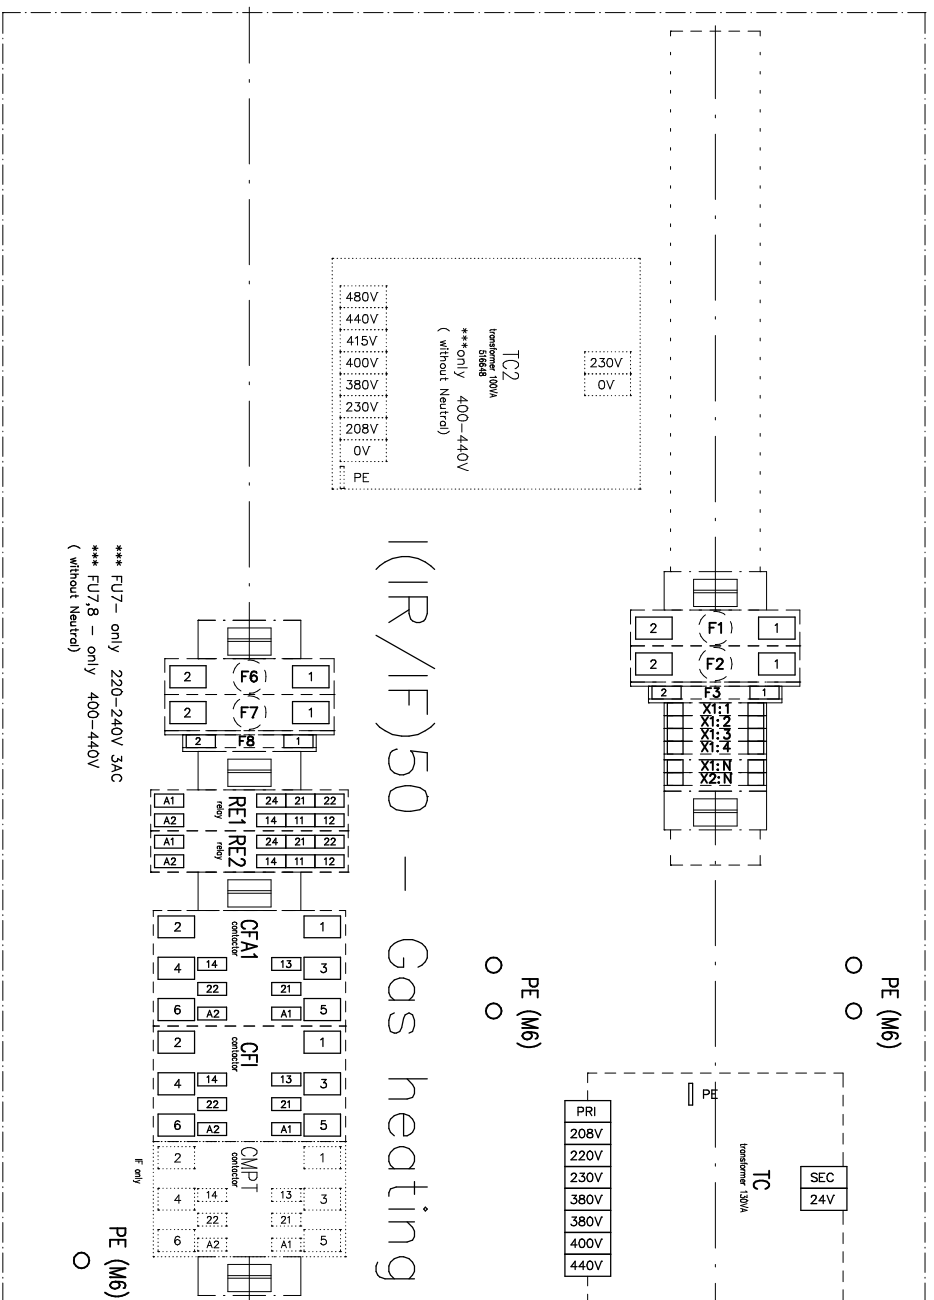 480V
440V
415V
400V
380V
230V
208V
0V
PE
***only 400-440V
( without Neutral)
TC2
transformer 100VA
516648
230V
0V
I(IR/IF)50 - Gas heating
*** FU7- only 220-240V 3AC
*** FU7,8 - only 400-440V
( without Neutral)
2 F1 1
2 F2 1
2 F3 1
X1:1
X1:2
X1:3
X1:4
X1:N
X2:N
2 F6 1
2 F7 1
2 F8 1
A1 24 21 22
RE1
relay
A2 14 11 12
A1 24 21 22
RE2
relay
A2 14 11 12
2 1
CFA1
contactor
4 14 13 3
22 21
6 A2 A1 5
2 1
CFI
contactor
4 14 13 3
22 21
6 A2 A1 5
2 1
CMPT
contactor
IF only
4 14 13 3
22 21
6 A2 A1 5
PE (M6)
PE (M6)
PE (M6)
PE
PRI
208V
220V
230V
380V
380V
400V
440V
TC
transformer 130VA
SEC
24V